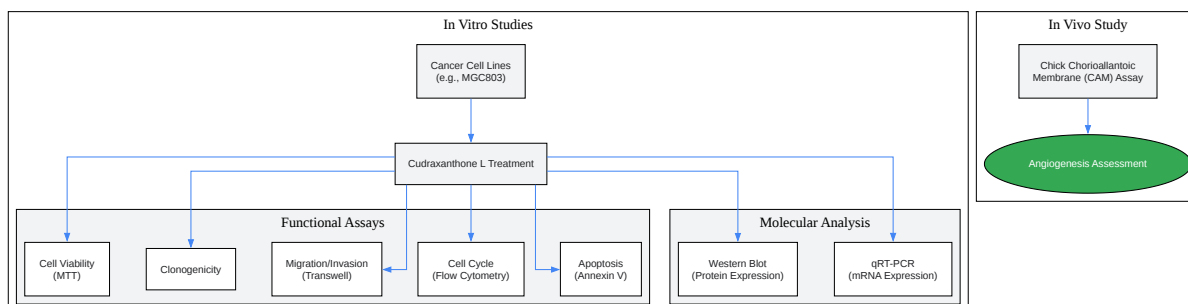 In Vitro Studies
Cancer Cell Lines
(e.g., MGC803)
Cudraxanthone L Treatment
Functional Assays
Cell Viability
(MTT)
Clonogenicity
Migration/Invasion
(Transwell)
Cell Cycle
(Flow Cytometry)
Apoptosis
(Annexin V)
Molecular Analysis
Western Blot
(Protein Expression)
qRT-PCR
(mRNA Expression)
In Vivo Study
Chick Chorioallantoic
Membrane (CAM) Assay
Angiogenesis Assessment